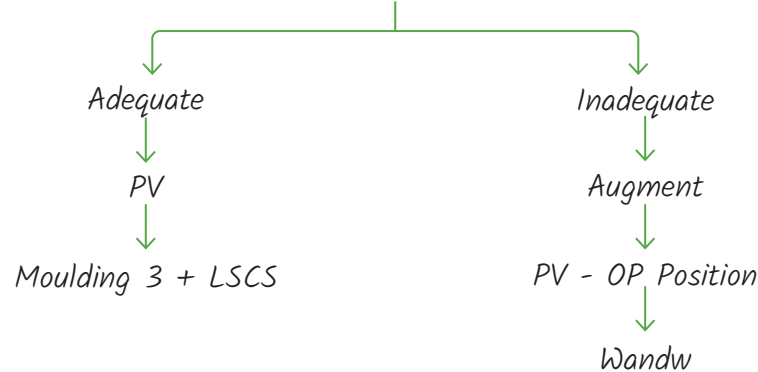 Adequate
Inadequate
PV
Augment
Moulding 3 + LSCS
PV - OP Position
Wandw